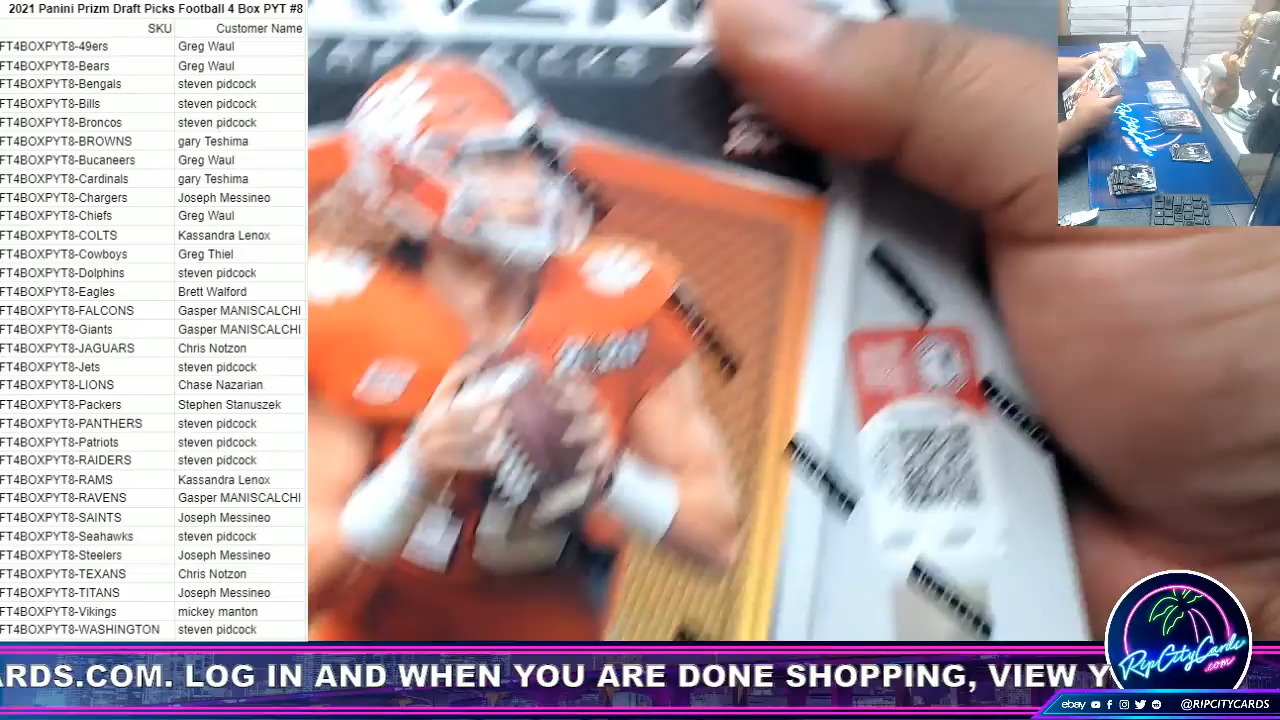 2021 Panini Prizm Draft Picks Football 4 Box PYT #8
SKU Customer Name
FT4BOXPYT8-49ers Greg Waul
FT4BOXPYT8-Bears Greg Waul
FT4BOXPYT8-Bengals steven pidcock
FT4BOXPYT8-Bills steven pidcock
FT4BOXPYT8-Broncos steven pidcock
FT4BOXPYT8-BROWNS gary Teshima
FT4BOXPYT8-Bucaneers Greg Waul
FT4BOXPYT8-Cardinals gary Teshima
FT4BOXPYT8-Chargers Joseph Messineo
FT4BOXPYT8-Chiefs Greg Waul
FT4BOXPYT8-COLTS Kassandra Lenox
FT4BOXPYT8-Cowboys Greg Thiel
FT4BOXPYT8-Dolphins steven pidcock
FT4BOXPYT8-Eagles Brett Walford
FT4BOXPYT8-FALCONS Gasper MANISCALCHI
FT4BOXPYT8-Giants Gasper MANISCALCHI
FT4BOXPYT8-JAGUARS Chris Notzon
FT4BOXPYT8-Jets steven pidcock
FT4BOXPYT8-LIONS Chase Nazarian
FT4BOXPYT8-Packers Stephen Stanuszek
FT4BOXPYT8-PANTHERS steven pidcock
FT4BOXPYT8-Patriots steven pidcock
FT4BOXPYT8-RAIDERS steven pidcock
FT4BOXPYT8-RAMS Kassandra Lenox
FT4BOXPYT8-RAVENS Gasper MANISCALCHI
FT4BOXPYT8-SAINTS Joseph Messineo
FT4BOXPYT8-Seahawks steven pidcock
FT4BOXPYT8-Steelers Joseph Messineo
FT4BOXPYT8-TEXANS Chris Notzon
FT4BOXPYT8-TITANS Joseph Messineo
FT4BOXPYT8-Vikings mickey manton
FT4BOXPYT8-WASHINGTON steven pidcock
RipCityCards
RipCityCards
.com
ARDS.COM. LOG IN AND WHEN YOU ARE DONE SHOPPING, VIEW Y
ebay @RIPCITYCARDS